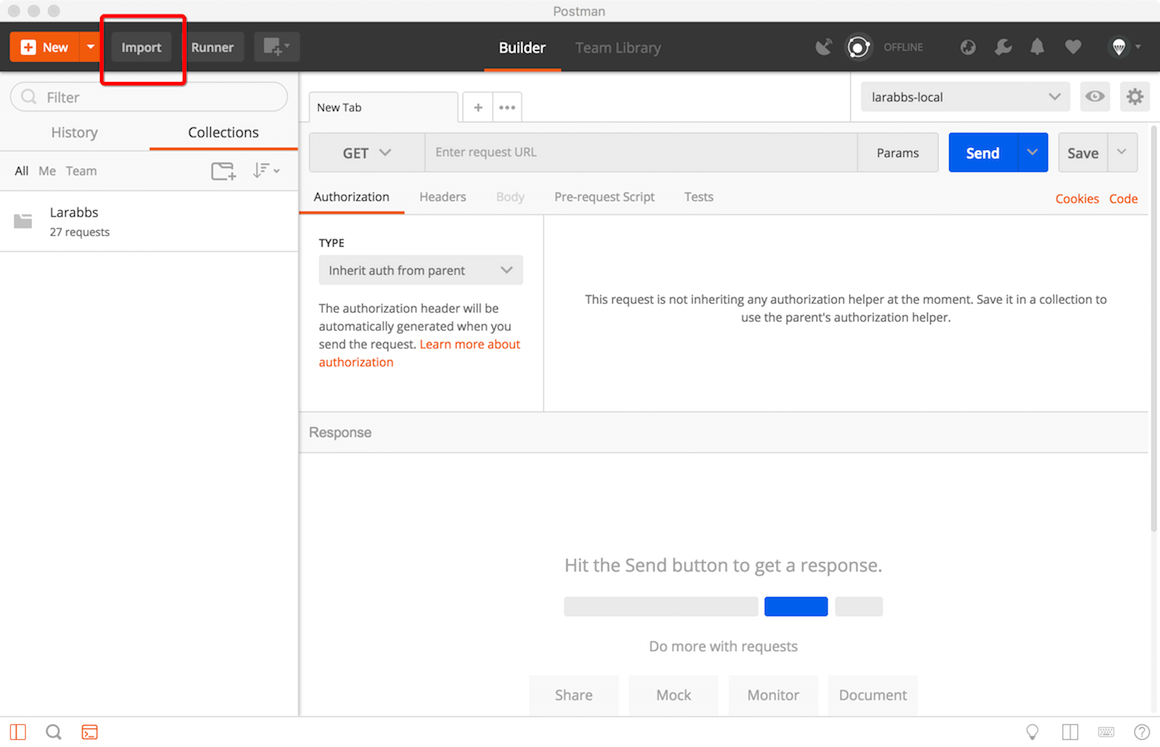 Postman
New
Import
Runner
Builder
Team Library
OFFLINE
Filter
History
Collections
All Me Team
Larabbs
27 requests
New Tab
larabbs-local
GET
Enter request URL
Params
Send
Save
Authorization
Headers
Body
Pre-request Script
Tests
Cookies
Code
TYPE
Inherit auth from parent
The authorization header will be
automatically generated when you
send the request. Learn more about
authorization
This request is not inheriting any authorization helper at the moment. Save it in a collection to
use the parent's authorization helper.
Response
Hit the Send button to get a response.
Do more with requests
Share
Mock
Monitor
Document